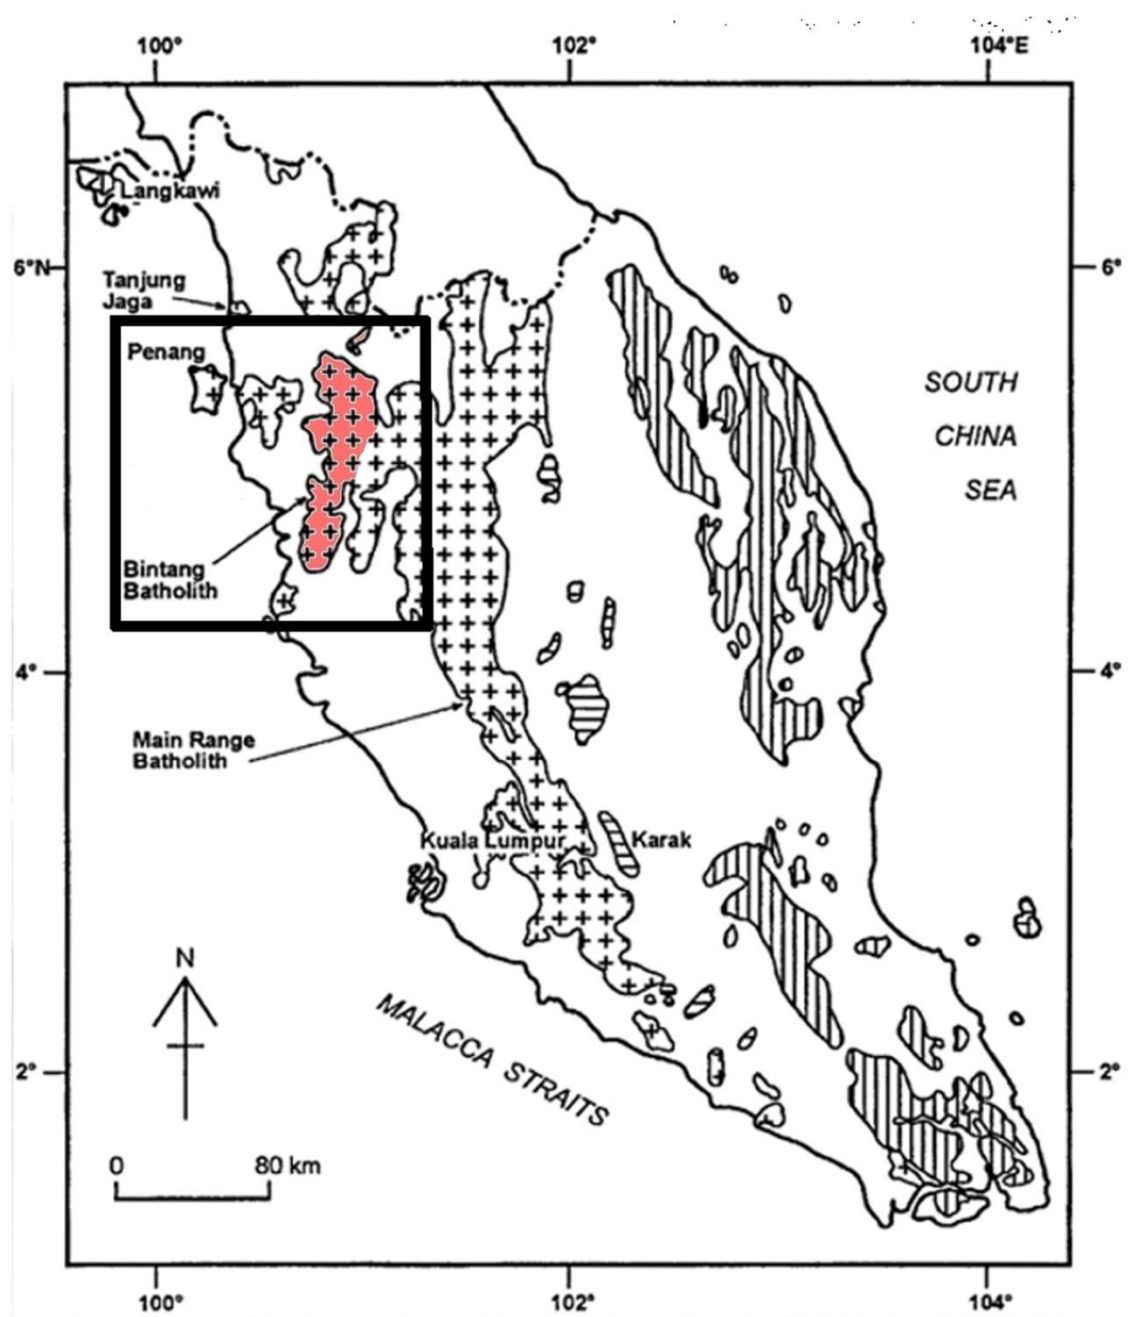 100° 102° 104°E
Langkawi
6°N 6°
Tanjung
Jaga
Penang
SOUTH
CHINA
SEA
Bintang
Batholith
4° 4°
Main Range
Batholith
Kuala Lumpur Karak
N
MALACCA STRAITS
2° 2°
0 80 km
100° 102° 104°